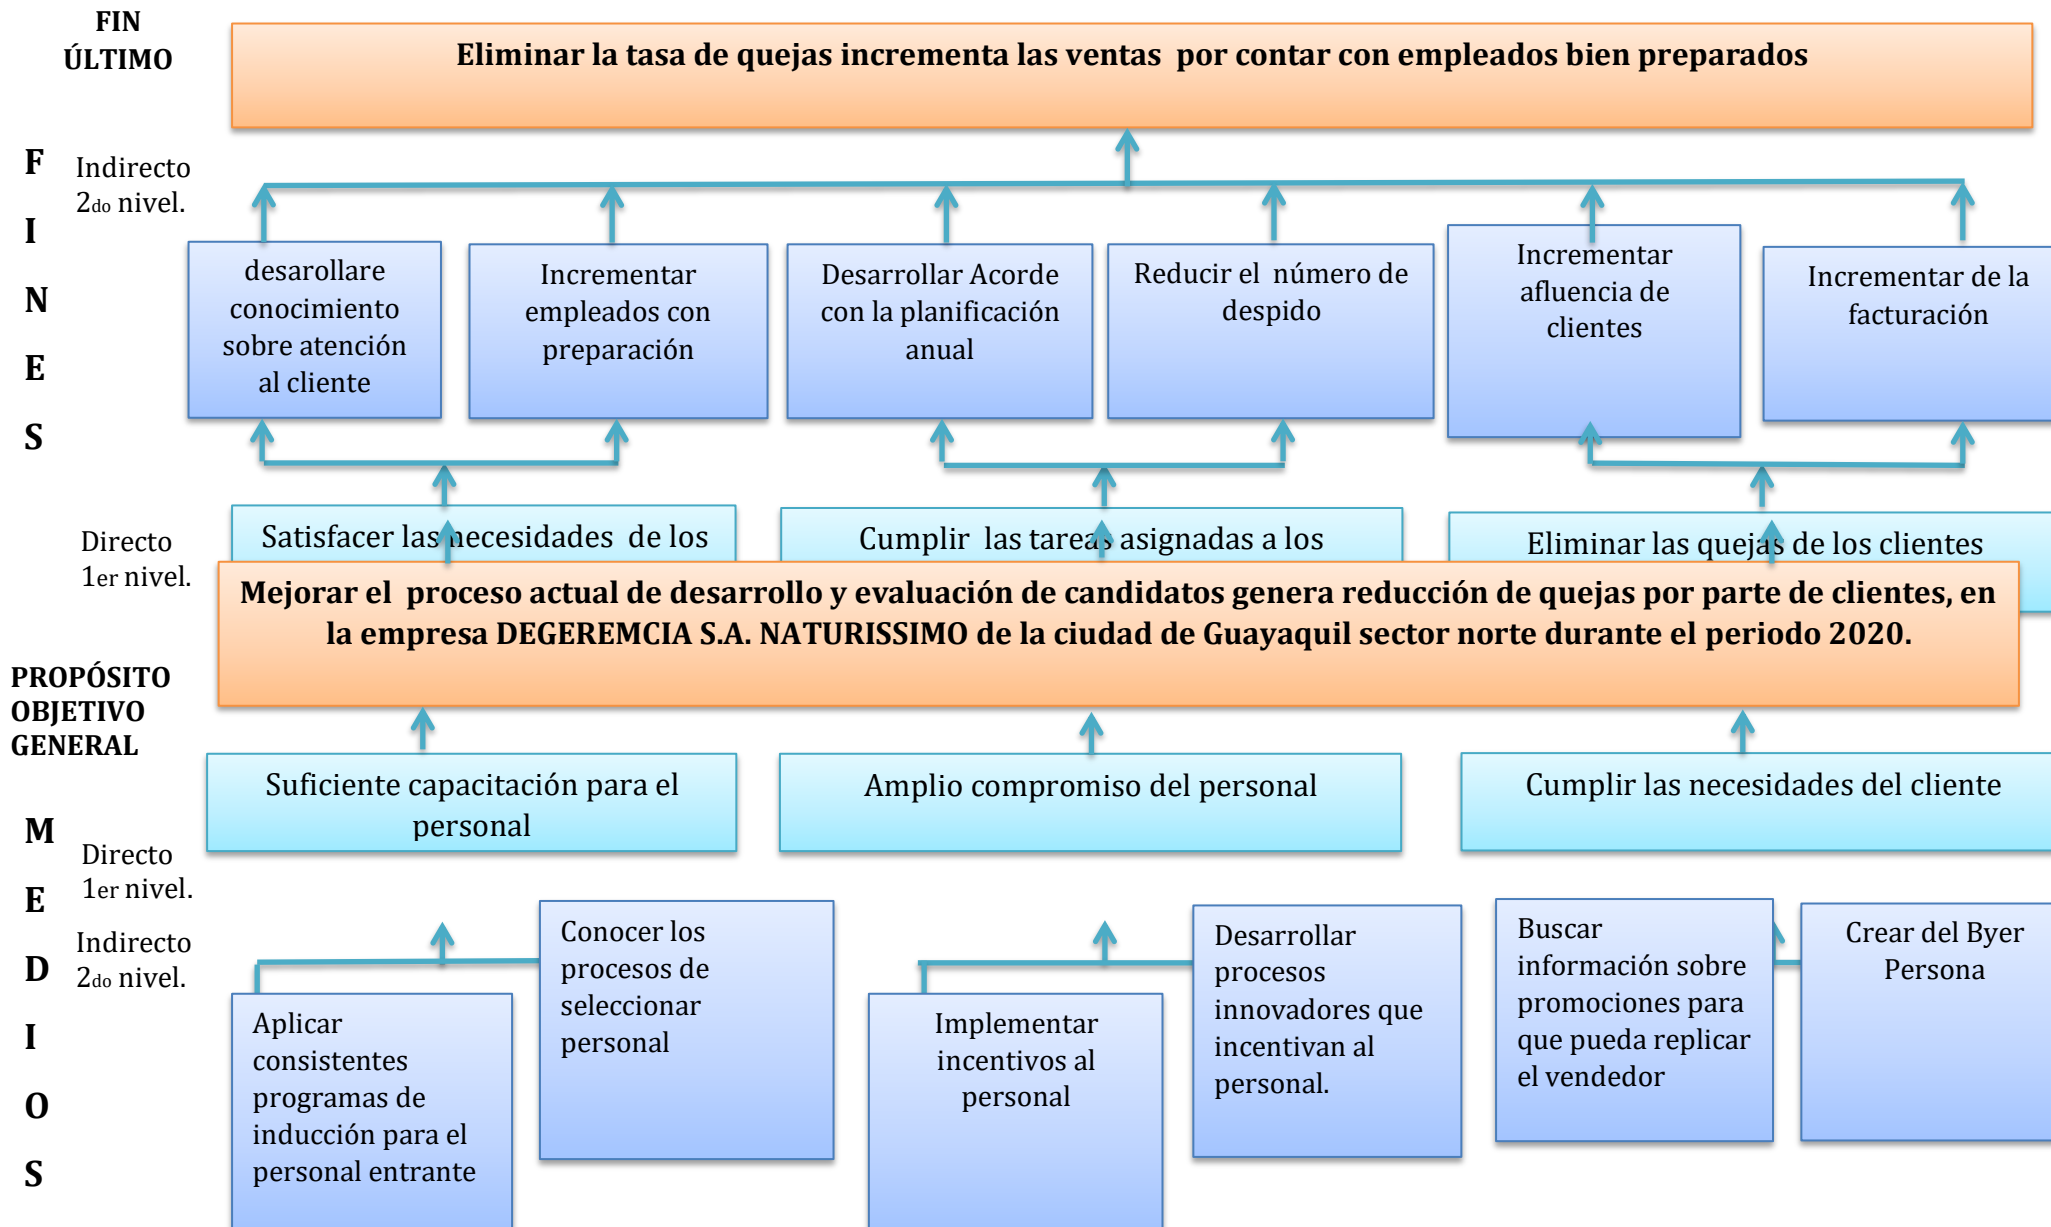 FIN
ÚLTIMO
Eliminar la tasa de quejas incrementa las ventas por contar con empleados bien preparados
F
I
N
E
S
Indirecto
2do nivel.
desarollare
conocimiento
sobre atención
al cliente
Incrementar
empleados con
preparación
Desarrollar Acorde
con la planificación
anual
Reducir el número de
despido
Incrementar
afluencia de
clientes
Incrementar de la
facturación
Directo
1er nivel.
Satisfacer las necesidades de los
Cumplir las tareas asignadas a los
Eliminar las quejas de los clientes
Mejorar el proceso actual de desarrollo y evaluación de candidatos genera reducción de quejas por parte de clientes, en
la empresa DEGEREMCIA S.A. NATURISSIMO de la ciudad de Guayaquil sector norte durante el periodo 2020.
PROPÓSITO
OBJETIVO
GENERAL
Suficiente capacitación para el
personal
Amplio compromiso del personal
Cumplir las necesidades del cliente
M
E
D
I
O
S
Directo
1er nivel.
Indirecto
2do nivel.
Aplicar
consistentes
programas de
inducción para el
personal entrante
Conocer los
procesos de
seleccionar
personal
Implementar
incentivos al
personal
Desarrollar
procesos
innovadores que
incentivan al
personal.
Buscar
información sobre
promociones para
que pueda replicar
el vendedor
Crear del Byer
Persona